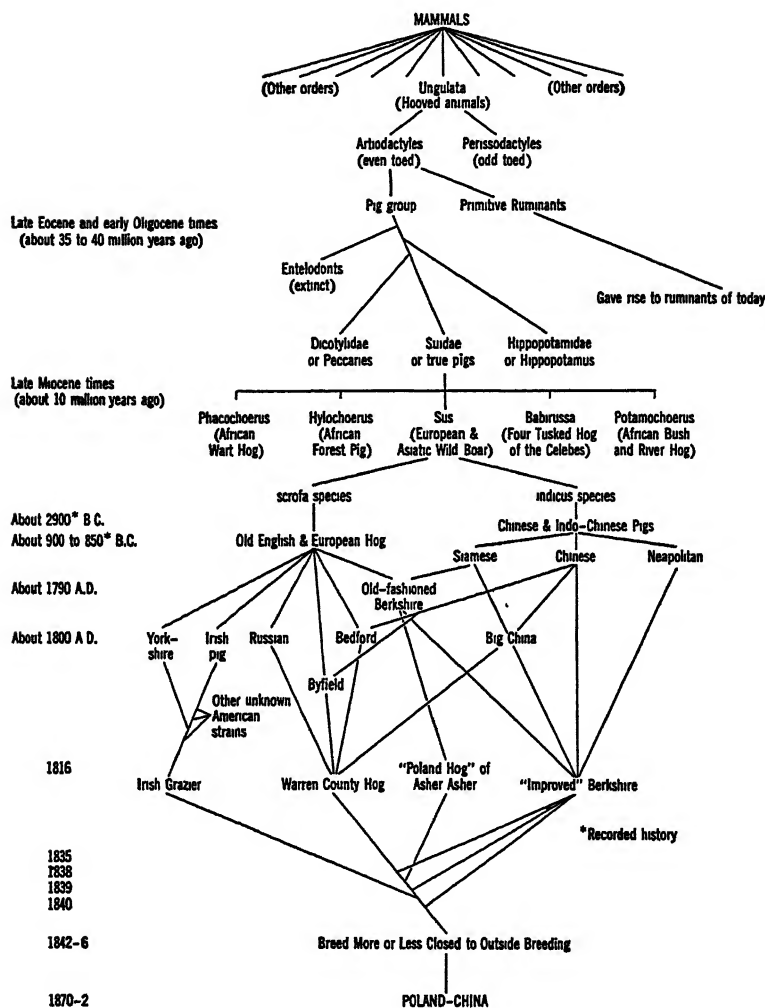 MAMMALS
(Other orders)
Ungulata
(Hooved animals)
(Other orders)
Artiodactyles
(even toed)
Perissodactyles
(odd toed)
Pig group
Primitive Ruminants
Late Eocene and early Oligocene times
(about 35 to 40 million years ago)
Entelodonts
(extinct)
Gave rise to ruminants of today
Dicotylidae
or Peccaries
Suidae
or true pigs
Hippopotamidae
or Hippopotamus
Late Miocene times
(about 10 million years ago)
Phacochoerus
(African
Wart Hog)
Hylochoerus
(African
Forest Pig)
Sus
(European &
Asiatic Wild Boar)
Babirussa
(Four Tusked Hog
of the Celebes)
Potamochoerus
(African Bush
and River Hog)
scrofa species
indicus species
About 2900* B C.
Chinese & Indo-Chinese Pigs
About 900 to 850* B.C.
Old English & European Hog
Siamese
Chinese
Neapolitan
About 1790 A.D.
Old-fashioned
Berkshire
About 1800 A D.
York-
shire
Irish
pig
Russian
Bedford
Big China
Byfield
Other unknown
American
strains
1816
Irish Grazier
Warren County Hog
"Poland Hog" of
Asher Asher
"Improved" Berkshire
*Recorded history
1835
1838
1839
1840
1842-6
Breed More or Less Closed to Outside Breeding
1870-2
POLAND-CHINA